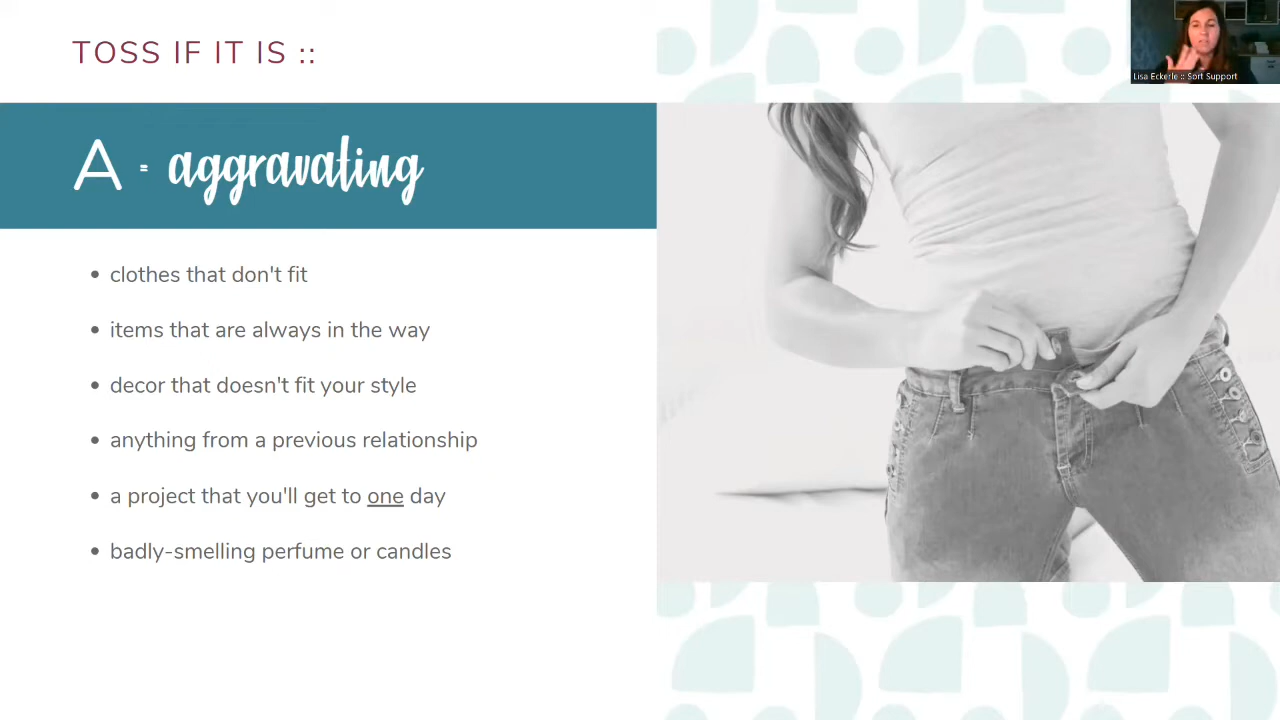 TOSS IF IT IS ::
Lisa Eckerle :: Sort Support
A = aggravating
• clothes that don't fit
• items that are always in the way
• decor that doesn't fit your style
• anything from a previous relationship
• a project that you'll get to one day
• badly-smelling perfume or candles